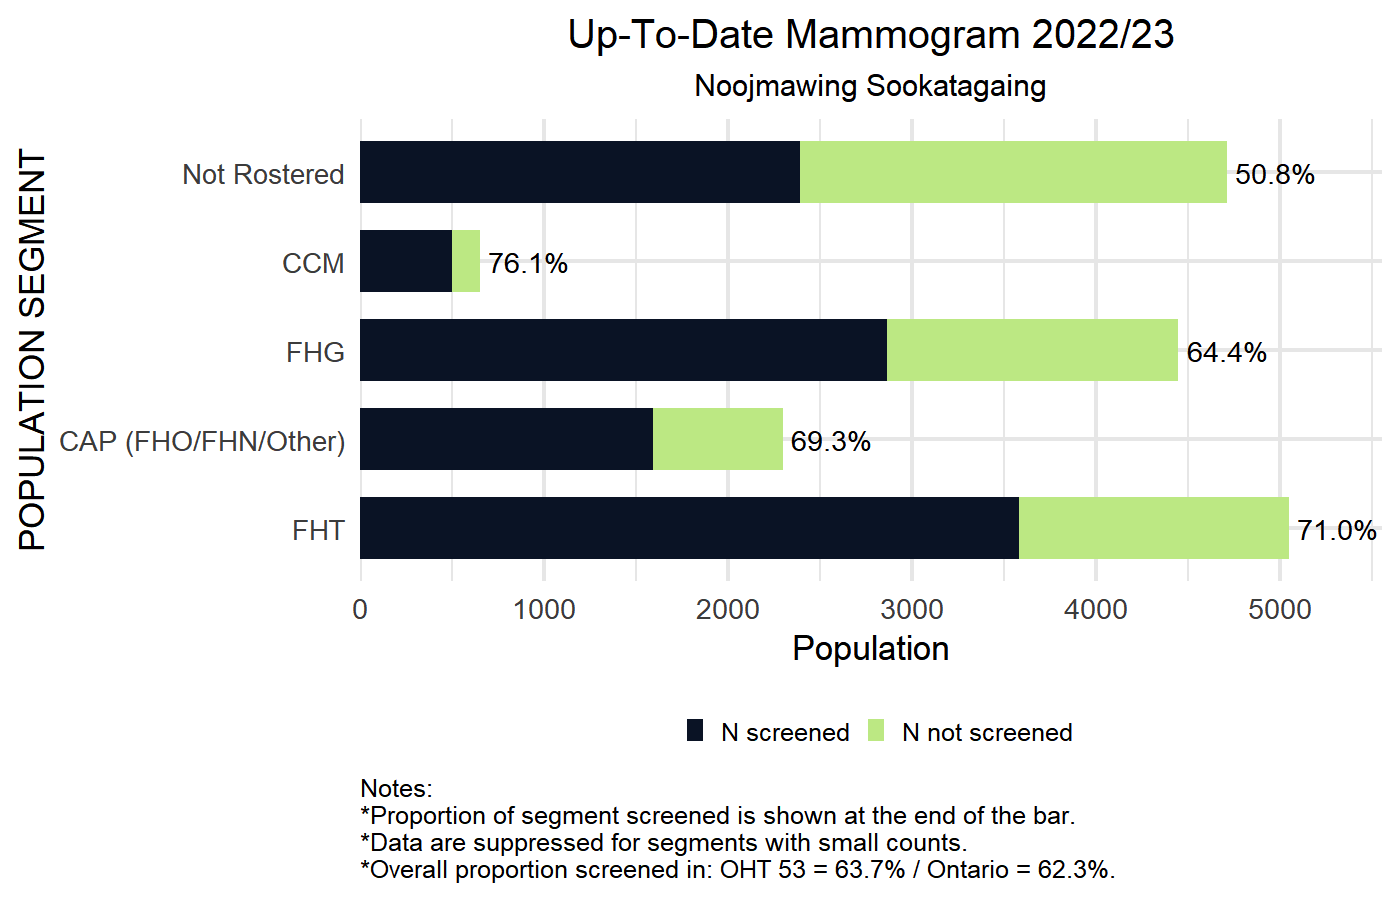 Up-To-Date Mammogram 2022/23
Noojmawing Sookatagaing
POPULATION SEGMENT
Not Rostered
50.8%
CCM
76.1%
FHG
64.4%
CAP (FHO/FHN/Other)
69.3%
FHT
71.0%
0 1000 2000 3000 4000 5000
Population
N screened N not screened
Notes:
*Proportion of segment screened is shown at the end of the bar.
*Data are suppressed for segments with small counts.
*Overall proportion screened in: OHT 53 = 63.7% / Ontario = 62.3%.